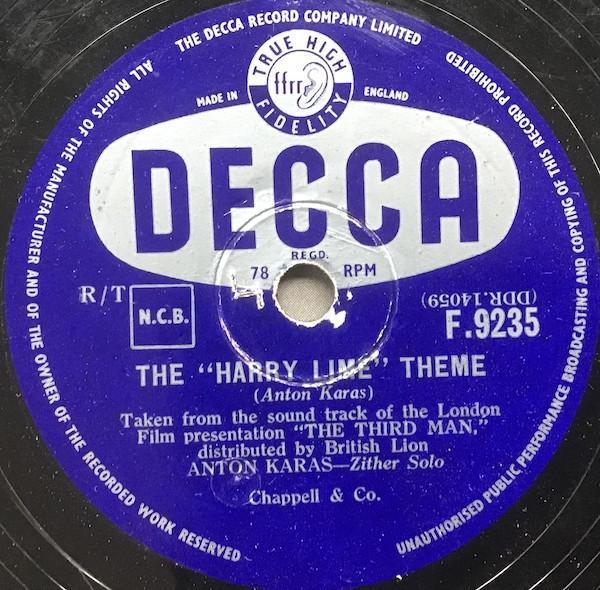 THE DECCA RECORD COMPANY LIMITED
TRUE HIGH
ffrr
FIDELITY
MADE IN
ENGLAND
DECCA
REGD.
78 RPM
R/T
N.C.B.
(DDR.14059)
F.9235
THE "HARRY LIME" THEME
(Anton Karas)
Taken from the sound track of the London
Film presentation "THE THIRD MAN,"
distributed by British Lion
ANTON KARAS—Zither Solo
Chappell & Co.
ALL RIGHTS OF THE MANUFACTURER AND OF THE OWNER OF THE RECORDED WORK RESERVED
UNAUTHORISED PUBLIC PERFORMANCE BROADCASTING AND COPYING OF THIS RECORD PROHIBITED